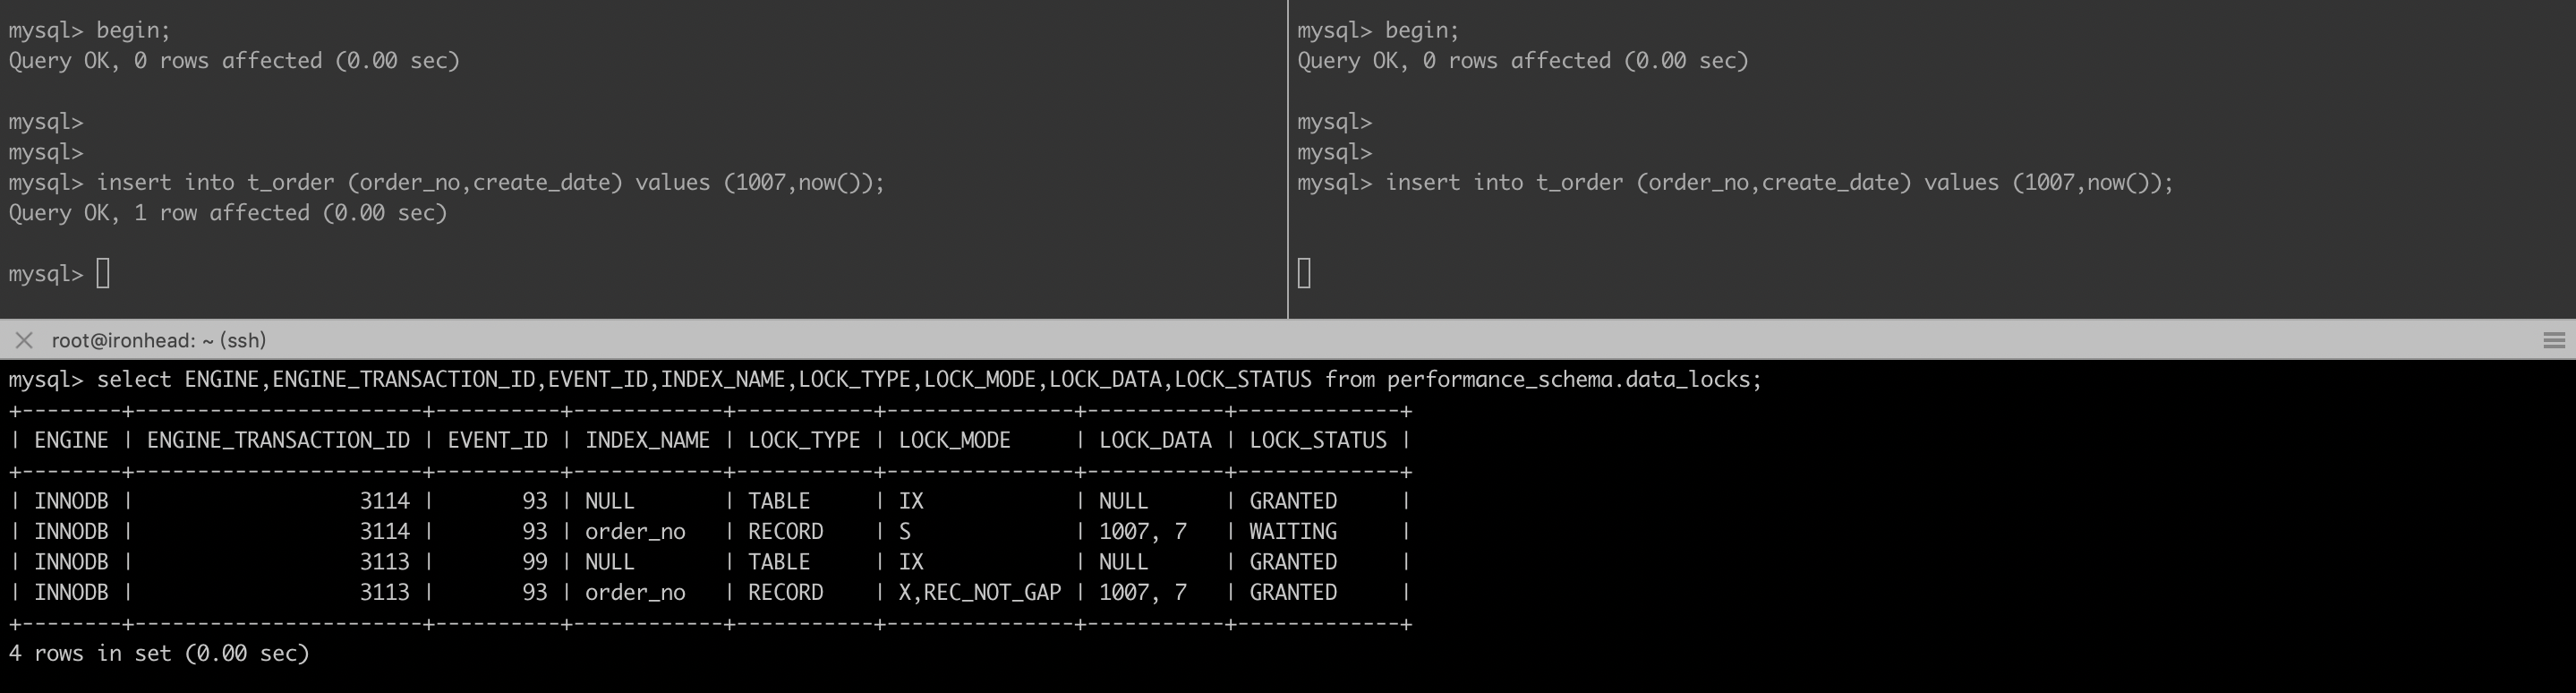 mysql> begin;
Query OK, 0 rows affected (0.00 sec)
mysql>
mysql>
mysql> insert into t_order (order_no,create_date) values (1007,now());
Query OK, 1 row affected (0.00 sec)
mysql>
mysql> begin;
Query OK, 0 rows affected (0.00 sec)
mysql>
mysql>
mysql> insert into t_order (order_no,create_date) values (1007,now());
root@ironhead: ~ (ssh)
mysql> select ENGINE,ENGINE_TRANSACTION_ID,EVENT_ID,INDEX_NAME,LOCK_TYPE,LOCK_MODE,LOCK_DATA,LOCK_STATUS from performance_schema.data_locks;
+--------+-----------------------+----------+------------+-----------+---------------+-----------+-------------+
| ENGINE | ENGINE_TRANSACTION_ID | EVENT_ID | INDEX_NAME | LOCK_TYPE | LOCK_MODE     | LOCK_DATA | LOCK_STATUS |
+--------+-----------------------+----------+------------+-----------+---------------+-----------+-------------+
| INNODB |                  3114 |       93 | NULL       | TABLE     | IX            | NULL      | GRANTED     |
| INNODB |                  3114 |       93 | order_no   | RECORD    | S             | 1007, 7   | WAITING     |
| INNODB |                  3113 |       99 | NULL       | TABLE     | IX            | NULL      | GRANTED     |
| INNODB |                  3113 |       93 | order_no   | RECORD    | X,REC_NOT_GAP | 1007, 7   | GRANTED     |
+--------+-----------------------+----------+------------+-----------+---------------+-----------+-------------+
4 rows in set (0.00 sec)